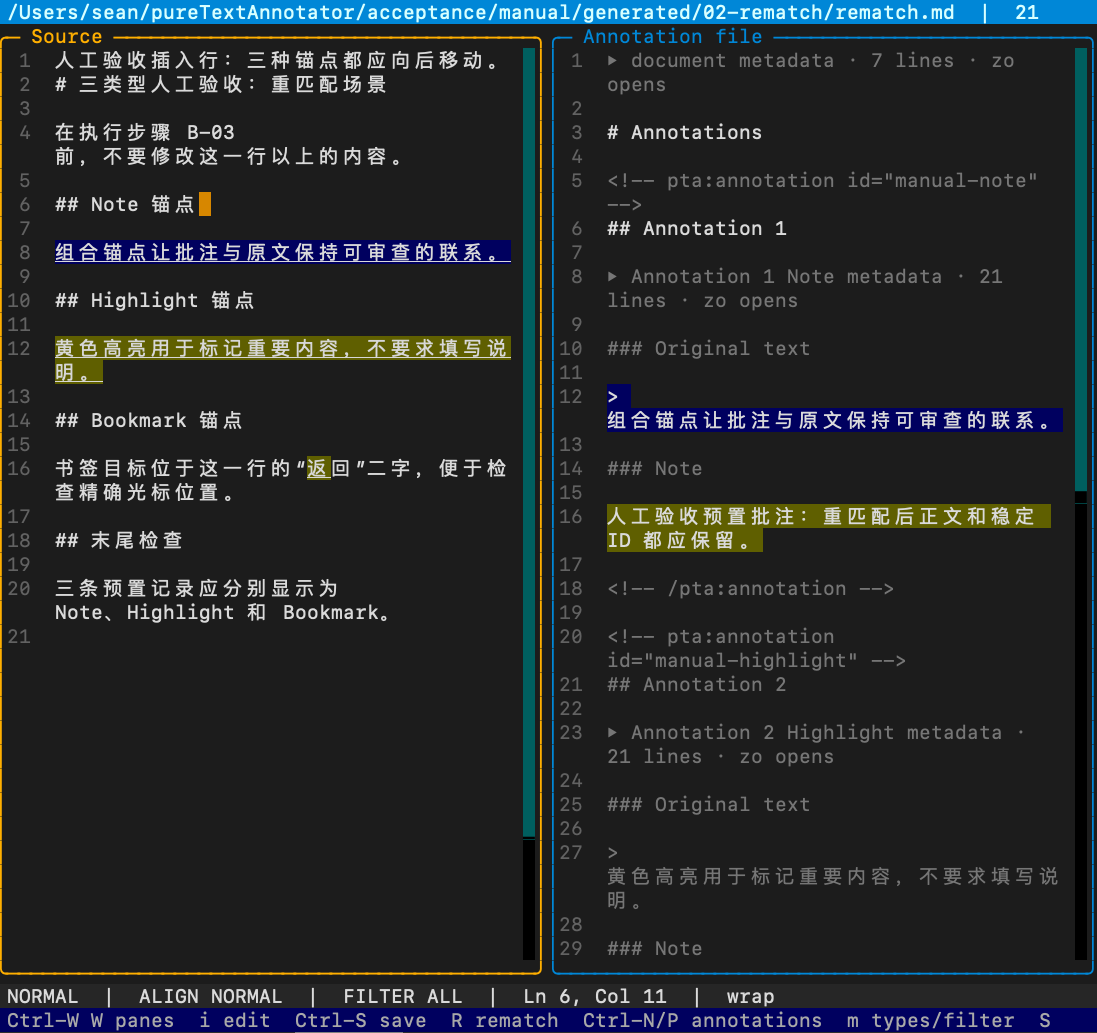 /Users/sean/pureTextAnnotator/acceptance/manual/generated/02-rematch/rematch.md | 21
Source
1 人工验收插入行：三种锚点都应向后移动。
2 # 三类型人工验收：重匹配场景
3
4 在执行步骤 B-03
前，不要修改这一行以上的内容。
5
6 ## Note 锚点
7
8 组合锚点让批注与原文保持可审查的联系。
9
10 ## Highlight 锚点
11
12 黄色高亮用于标记重要内容，不要求填写说
明。
13
14 ## Bookmark 锚点
15
16 书签目标位于这一行的“返回”二字，便于检
查精确光标位置。
17
18 ## 末尾检查
19
20 三条预置记录应分别显示为
Note、Highlight 和 Bookmark。
21
Annotation file
1 ▸ document metadata · 7 lines · zo
opens
2
3 # Annotations
4
5 <!-- pta:annotation id="manual-note"
-->
6 ## Annotation 1
7
8 ▸ Annotation 1 Note metadata · 21
lines · zo opens
9
10 ### Original text
11
12 >
组合锚点让批注与原文保持可审查的联系。
13
14 ### Note
15
16 人工验收预置批注：重匹配后正文和稳定
ID 都应保留。
17
18 <!-- /pta:annotation -->
19
20 <!-- pta:annotation
id="manual-highlight" -->
21 ## Annotation 2
22
23 ▸ Annotation 2 Highlight metadata ·
21 lines · zo opens
24
25 ### Original text
26
27 >
黄色高亮用于标记重要内容，不要求填写说
明。
28
29 ### Note
NORMAL | ALIGN NORMAL | FILTER ALL | Ln 6, Col 11 | wrap
Ctrl-W W panes i edit Ctrl-S save R rematch Ctrl-N/P annotations m types/filter S